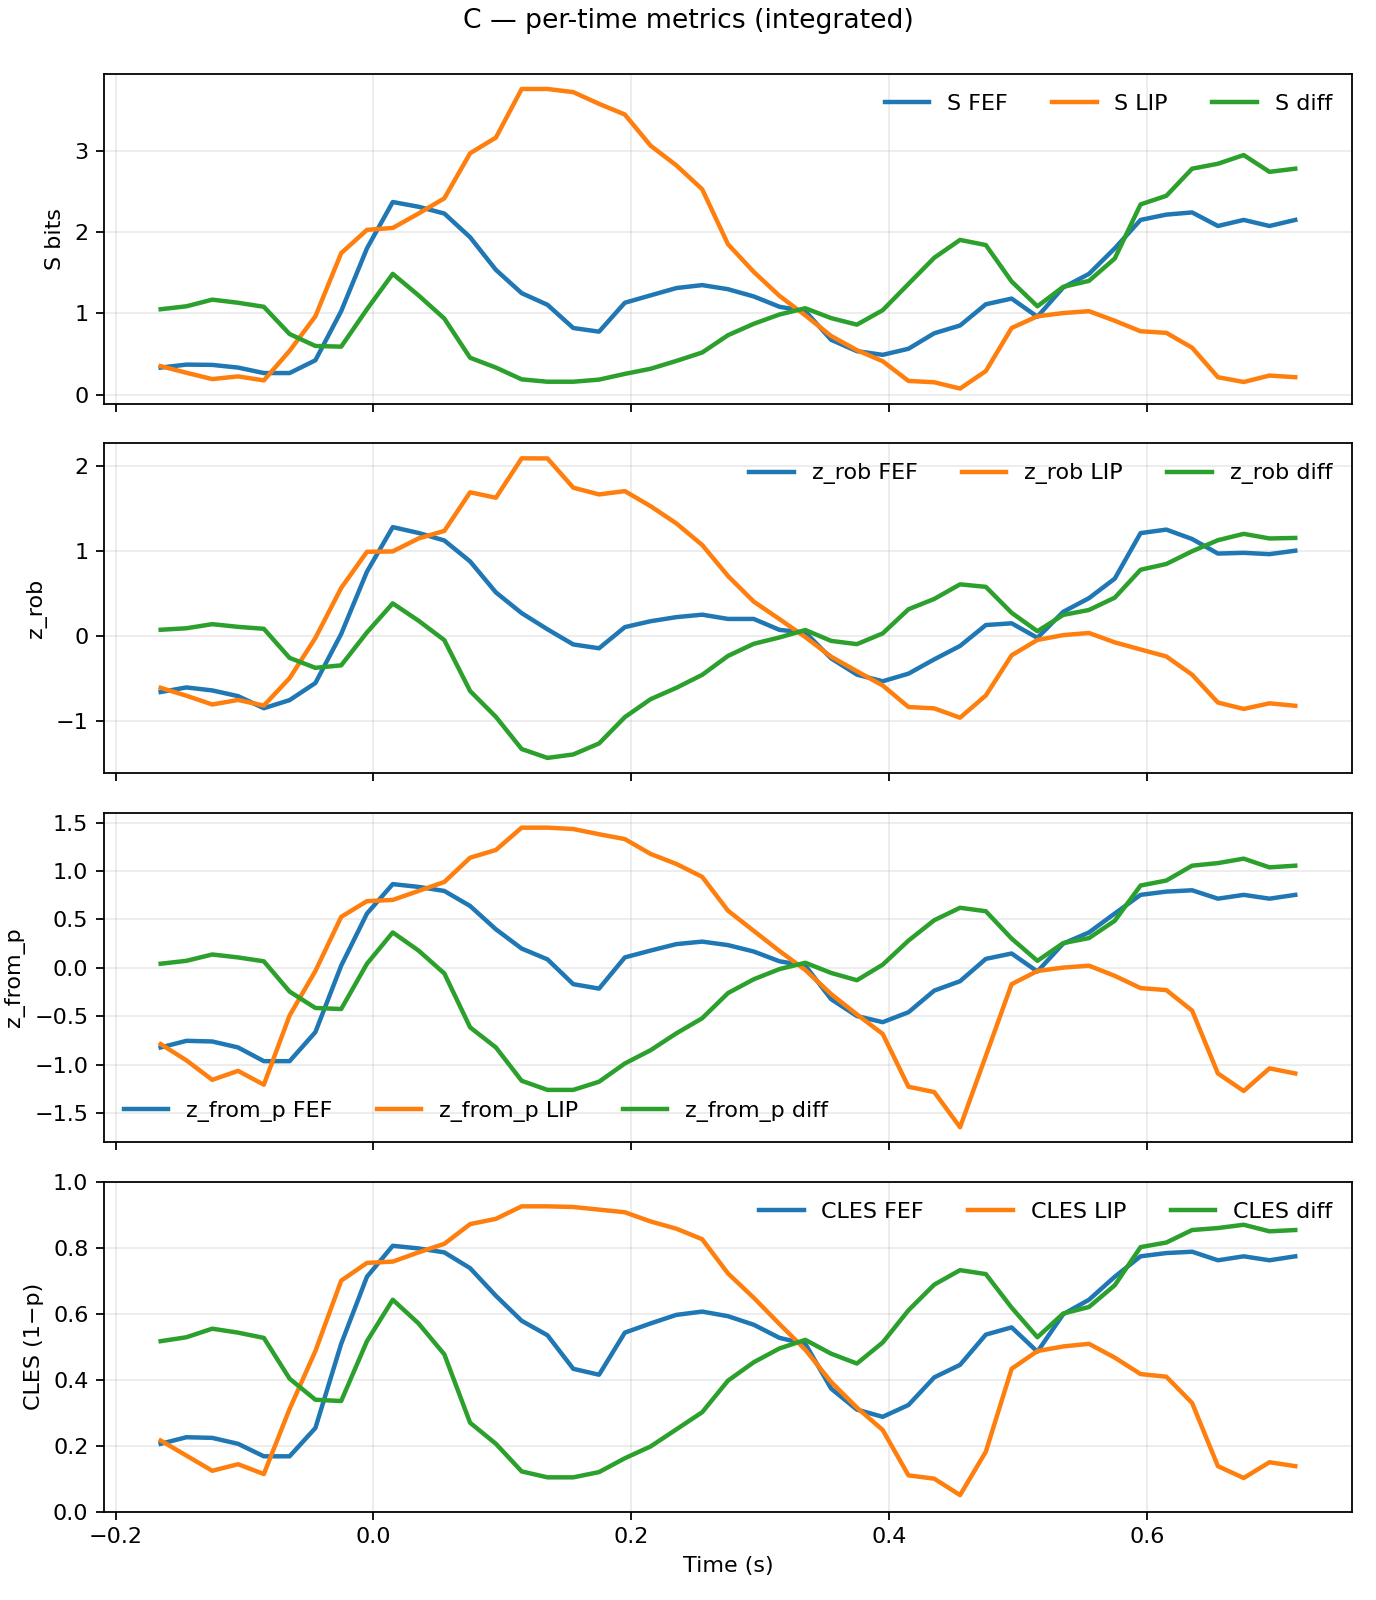 C — per-time metrics (integrated)
S FEF S LIP S diff
S bits
3
2
1
0
z_rob FEF z_rob LIP z_rob diff
z_rob
2
1
0
−1
z_from_p
1.5
1.0
0.5
0.0
−0.5
−1.0
−1.5
z_from_p FEF z_from_p LIP z_from_p diff
CLES FEF CLES LIP CLES diff
CLES (1−p)
1.0
0.8
0.6
0.4
0.2
0.0
−0.2 0.0 0.2 0.4 0.6
Time (s)